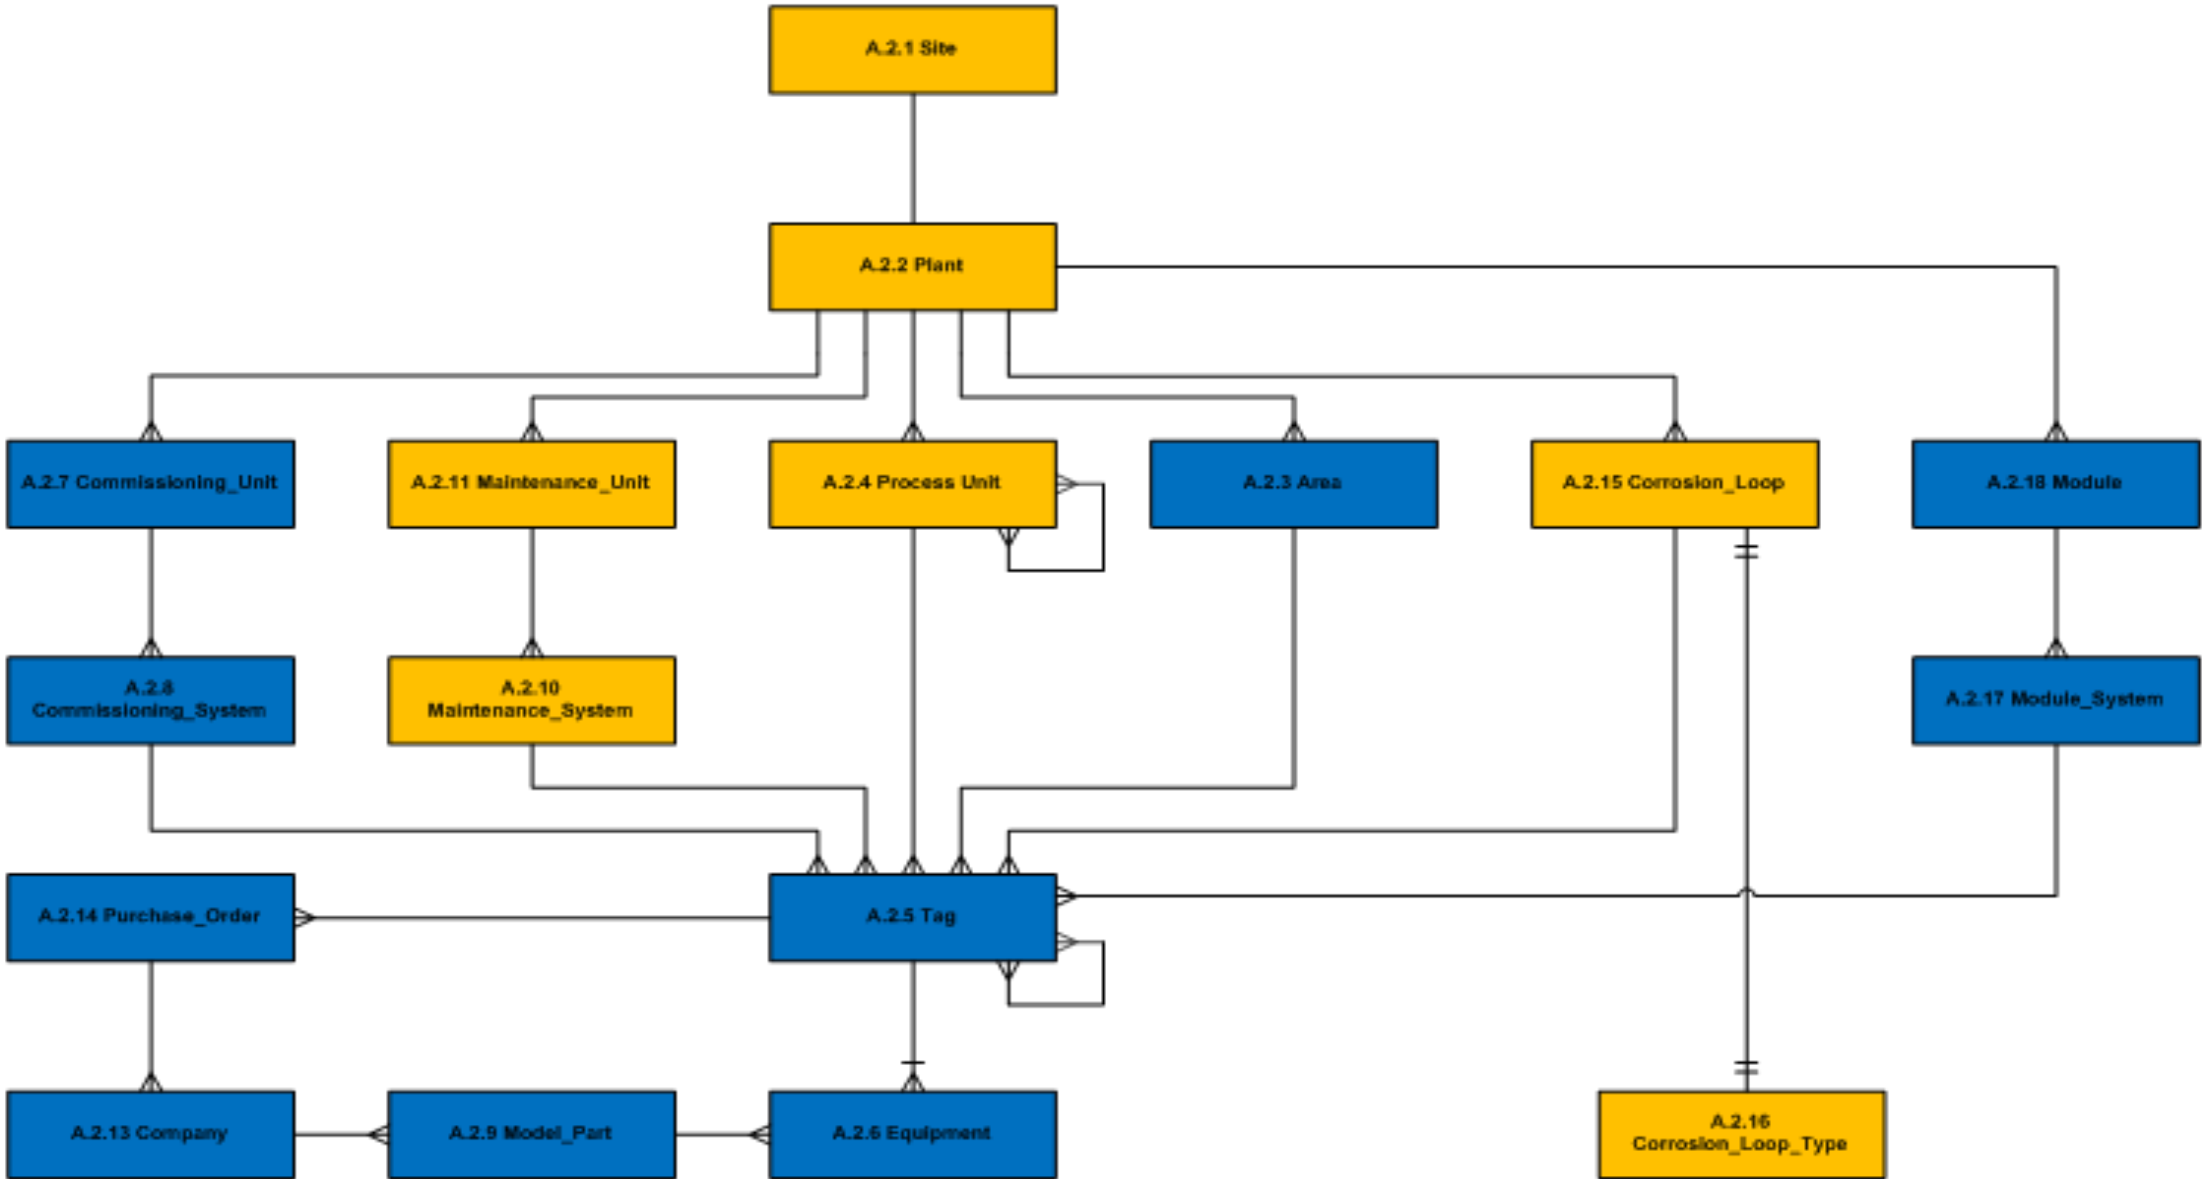 A.2.1 Site
A.2.2 Plant
A.2.7 Commissioning_Unit
A.2.11 Maintenance_Unit
A.2.4 Process Unit
A.2.3 Area
A.2.15 Corrosion_Loop
A.2.18 Module
A.2.8
Commissioning_System
A.2.10
Maintenance_System
A.2.17 Module_System
A.2.14 Purchase_Order
A.2.5 Tag
A.2.13 Company
A.2.9 Model_Part
A.2.6 Equipment
A.2.16
Corrosion_Loop_Type